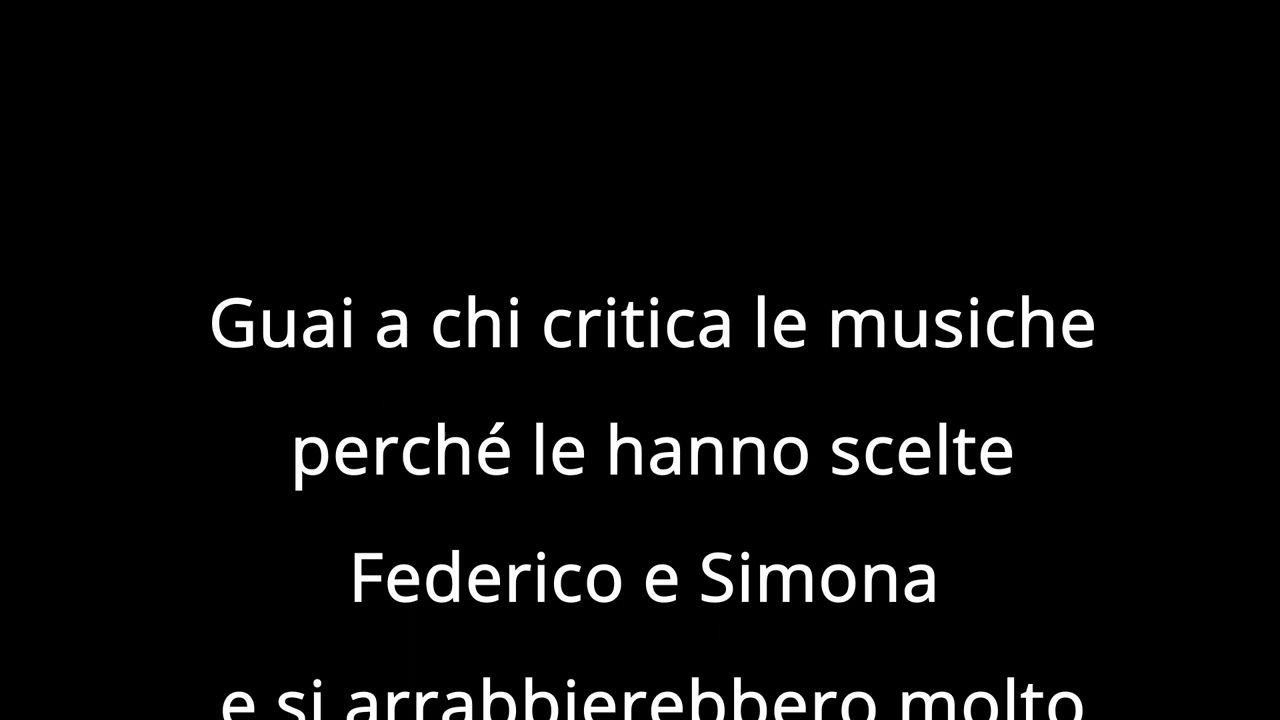 Guai a chi critica le musiche
perché le hanno scelte
Federico e Simona
e si arrabbierebbero molto